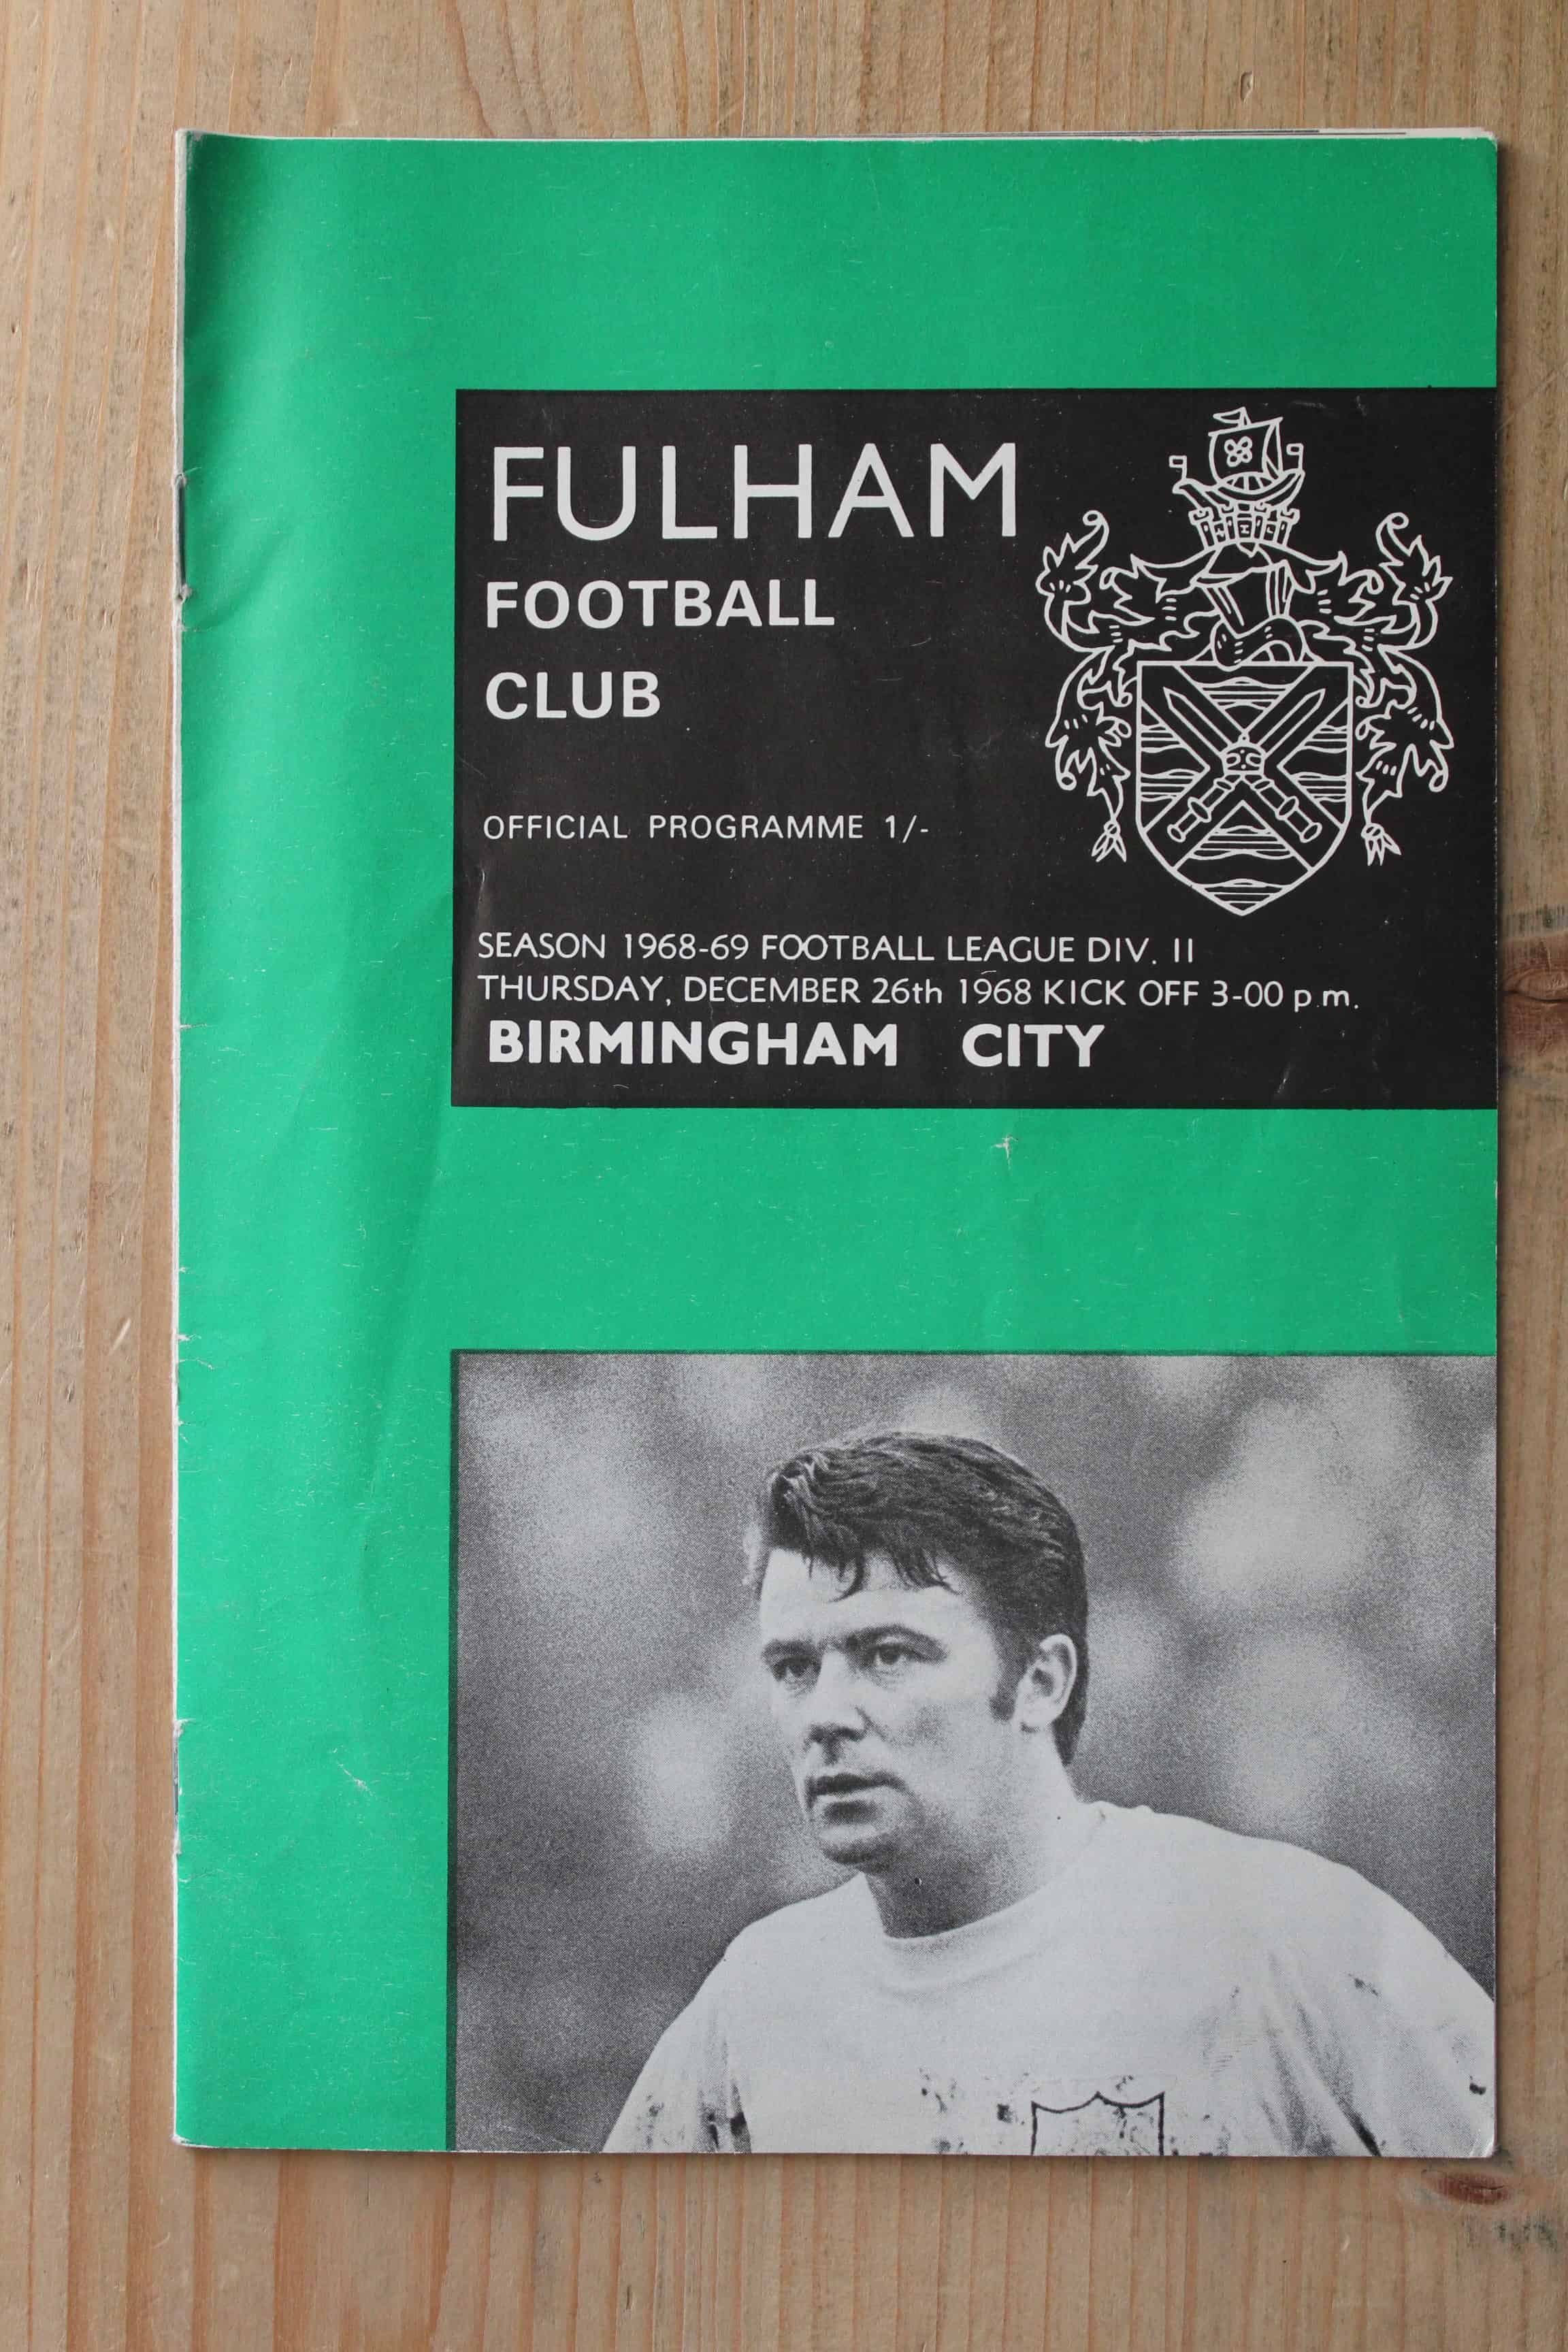 FULHAM
FOOTBALL
CLUB
OFFICIAL PROGRAMME 1/-
SEASON 1968-69 FOOTBALL LEAGUE DIV. II
THURSDAY, DECEMBER 26th 1968 KICK OFF 3-00 p.m.
BIRMINGHAM CITY